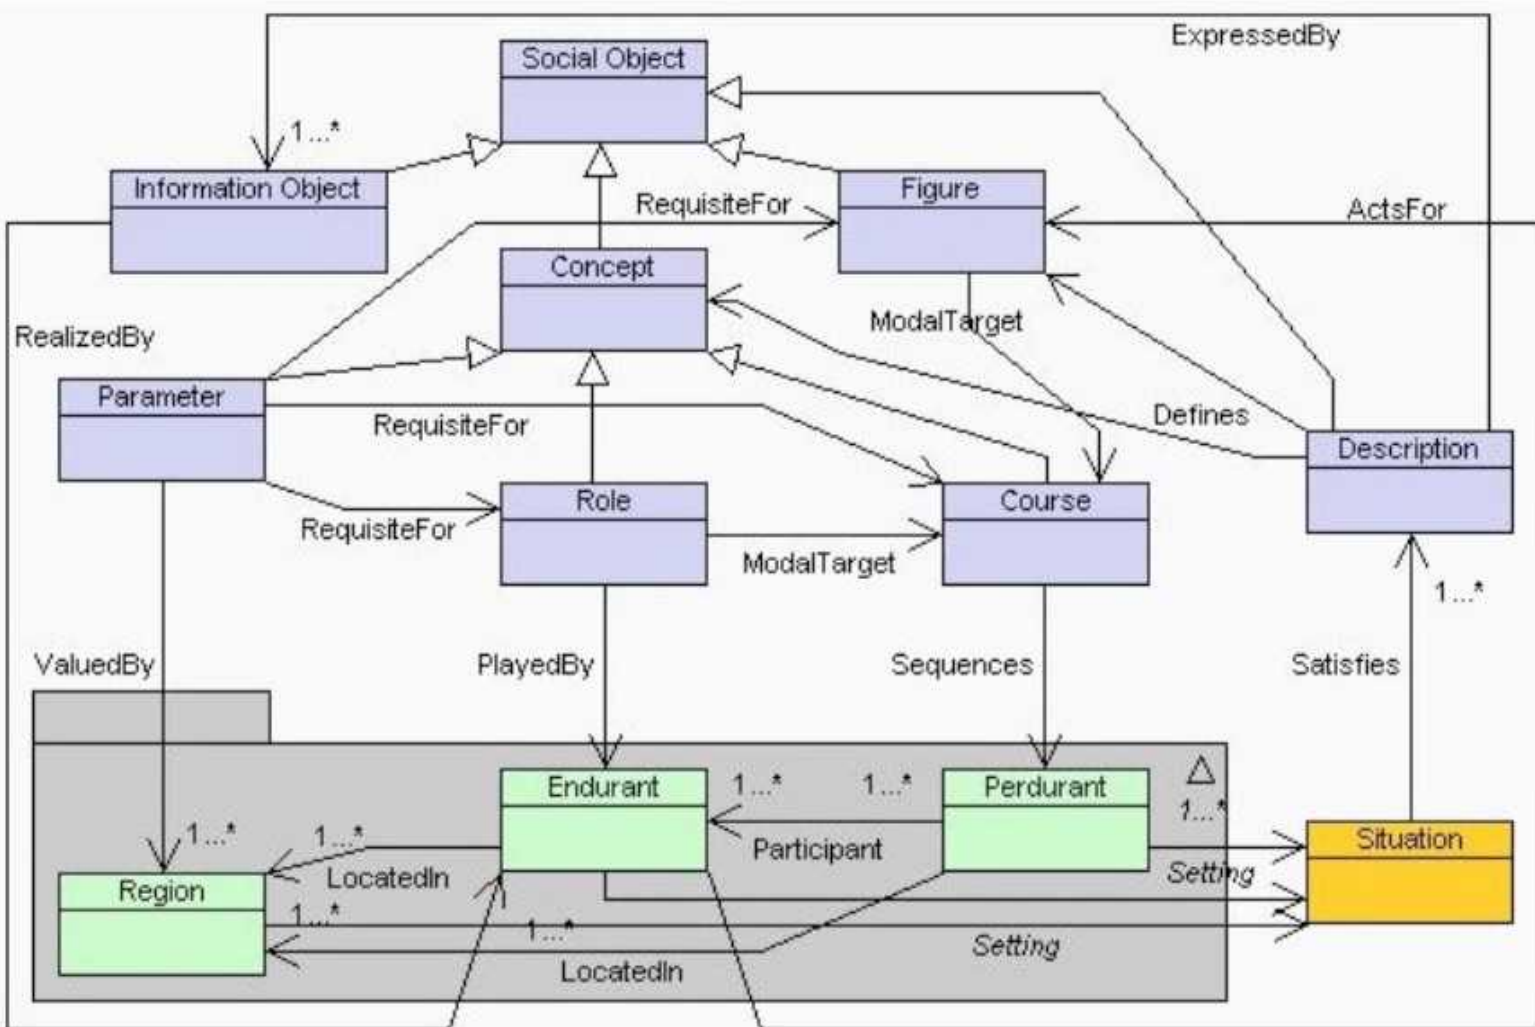 ExpressedBy
Social Object
1...*
Information Object
RequisiteFor
Figure
ActsFor
Concept
RealizedBy
ModalTarget
Parameter
RequisiteFor
Defines
Description
Role
Course
RequisiteFor
ModalTarget
1...*
ValuedBy
PlayedBy
Sequences
Satisfies
Endurant
1...*
1...*
Perdurant
1...*
1...*
1...*
Participant
Situation
LocatedIn
Setting
Region
1...*
1...*
Setting
LocatedIn